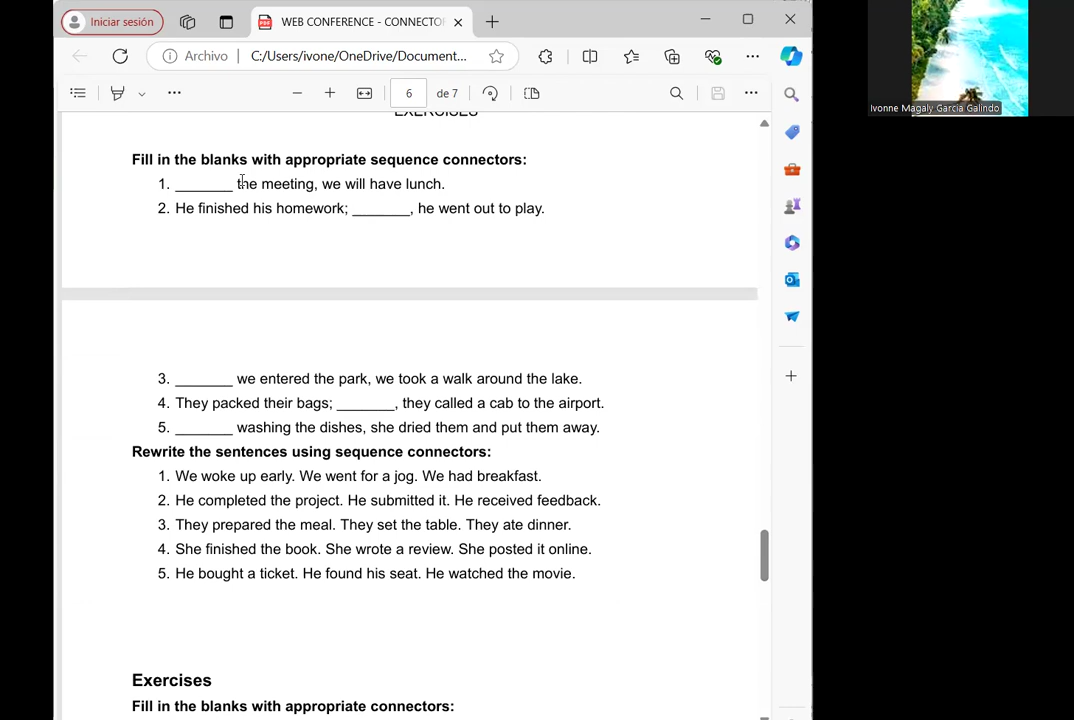 Iniciar sesión
WEB CONFERENCE - CONNECTO
Archivo
C:/Users/ivone/OneDrive/Document...
6 de 7
EXERCISES
Fill in the blanks with appropriate sequence connectors:
1. _______ the meeting, we will have lunch.
2. He finished his homework; _______, he went out to play.
3. _______ we entered the park, we took a walk around the lake.
4. They packed their bags; _______, they called a cab to the airport.
5. _______ washing the dishes, she dried them and put them away.
Rewrite the sentences using sequence connectors:
1. We woke up early. We went for a jog. We had breakfast.
2. He completed the project. He submitted it. He received feedback.
3. They prepared the meal. They set the table. They ate dinner.
4. She finished the book. She wrote a review. She posted it online.
5. He bought a ticket. He found his seat. He watched the movie.
Exercises
Fill in the blanks with appropriate connectors:
Ivonne Magaly García Galindo